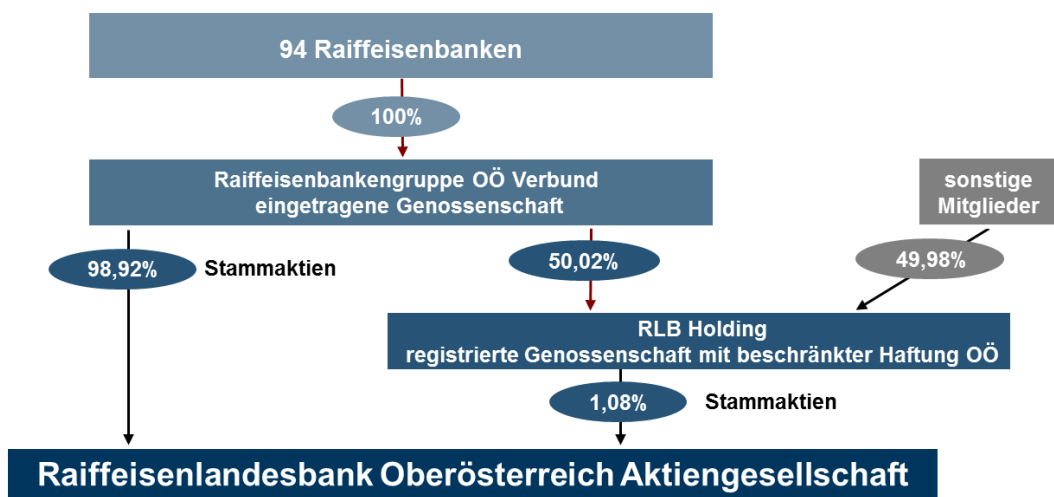 94 Raiffeisenbanken
100%
Raiffeisenbankengruppe OÖ Verbund
eingetragene Genossenschaft
sonstige
Mitglieder
98,92%
Stammaktien
50,02%
49,98%
RLB Holding
registrierte Genossenschaft mit beschränkter Haftung OÖ
1,08%
Stammaktien
Raiffeisenlandesbank Oberösterreich Aktiengesellschaft